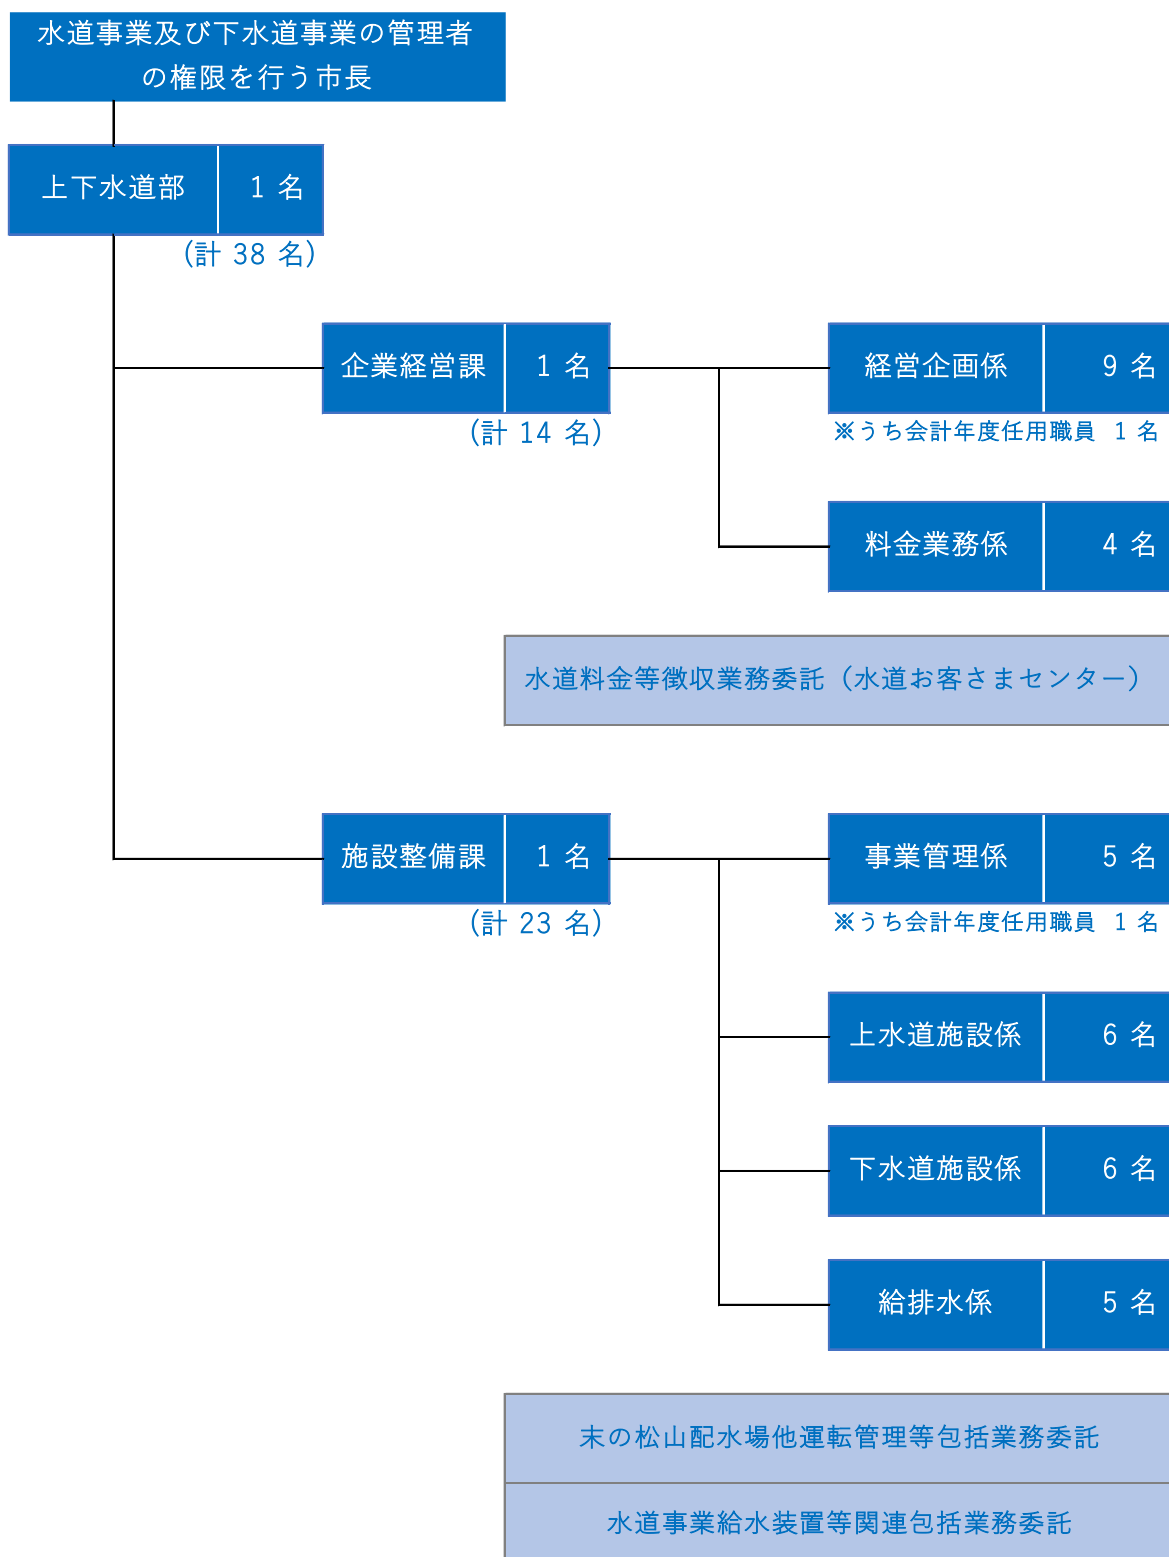 水道事業及び下水道事業の管理者
の権限を行う市長
上下水道部 1 名
(計 38 名)
企業経営課 1 名
(計 14 名)
経営企画係 9 名
※うち会計年度任用職員 1 名
料金業務係 4 名
水道料金等徴収業務委託（水道お客さまセンター）
施設整備課 1 名
(計 23 名)
事業管理係 5 名
※うち会計年度任用職員 1 名
上水道施設係 6 名
下水道施設係 6 名
給排水係 5 名
末の松山配水場他運転管理等包括業務委託
水道事業給水装置等関連包括業務委託